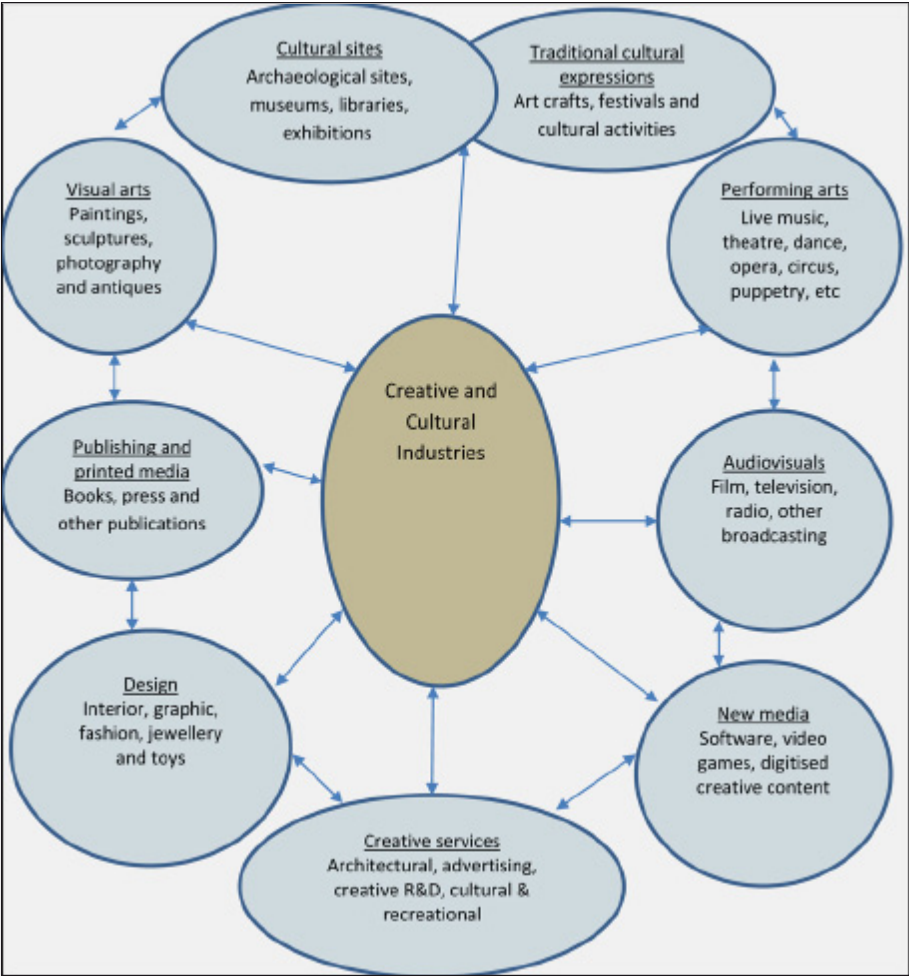 Cultural sites
Archaeological sites,
museums, libraries,
exhibitions
Traditional cultural
expressions
Art crafts, festivals and
cultural activities
Visual arts
Paintings,
sculptures,
photography
and antiques
Performing arts
Live music,
theatre, dance,
opera, circus,
puppetry, etc
Creative and
Cultural
Industries
Publishing and
printed media
Books, press and
other publications
Audiovisuals
Film, television,
radio, other
broadcasting
Design
Interior, graphic,
fashion, jewellery
and toys
New media
Software, video
games, digitised
creative content
Creative services
Architectural, advertising,
creative R&D, cultural &
recreational